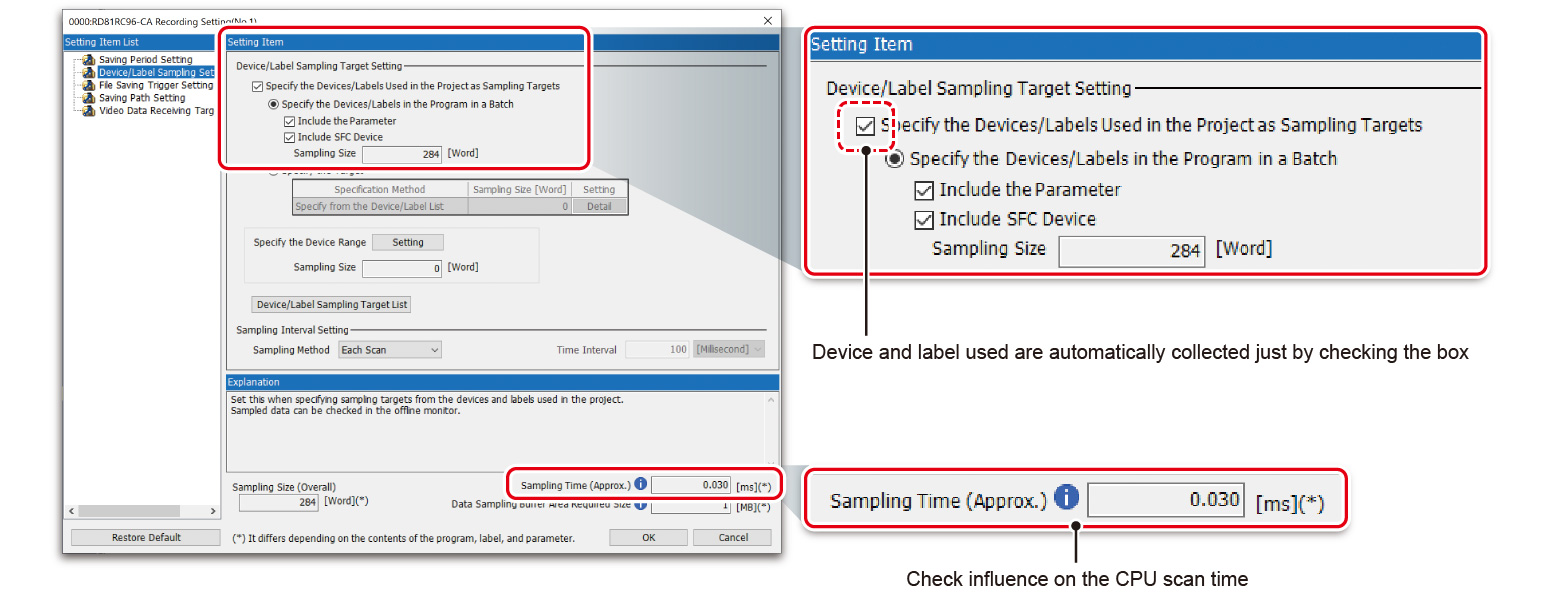 0000:RD81RC96-CA Recording Setting(No.1)
Setting Item List
Saving Period Setting
Device/Label Sampling Set
File Saving Trigger Setting
Saving Path Setting
Video Data Receiving Targ
Setting Item
Device/Label Sampling Target Setting
Specify the Devices/Labels Used in the Project as Sampling Targets
Specify the Devices/Labels in the Program in a Batch
Include the Parameter
Include SFC Device
Sampling Size 284 [Word]
Specify the Target
Specification Method Sampling Size [Word] Setting
Specify from the Device/Label List 0 Detail
Specify the Device Range Setting
Sampling Size 0 [Word]
Device/Label Sampling Target List
Sampling Interval Setting
Sampling Method Each Scan Time Interval 100 [Millisecond]
Explanation
Set this when specifying sampling targets from the devices and labels used in the project.
Sampled data can be checked in the offline monitor.
Sampling Time (Approx.) 0.030 [ms](*)
Sampling Size (Overall)
284 [Word](*)
Data Sampling Buffer Area Required Size 1 [MB](*)
Restore Default
(*) It differs depending on the contents of the program, label, and parameter.
OK
Cancel
Setting Item
Device/Label Sampling Target Setting
Specify the Devices/Labels Used in the Project as Sampling Targets
Specify the Devices/Labels in the Program in a Batch
Include the Parameter
Include SFC Device
Sampling Size 284 [Word]
Device and label used are automatically collected just by checking the box
Sampling Time (Approx.) i 0.030 [ms](*)
Check influence on the CPU scan time